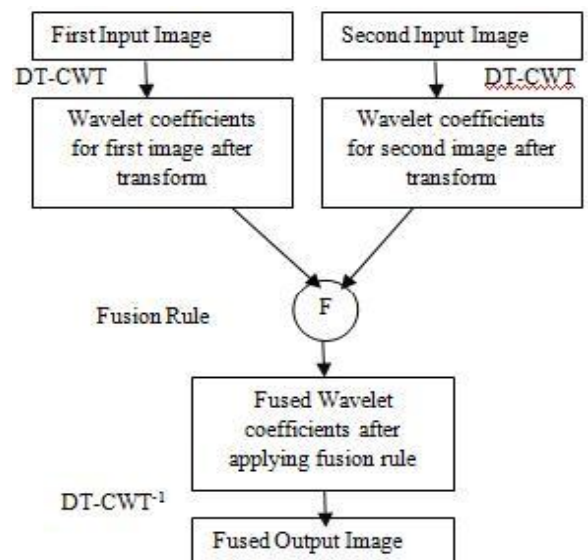 First Input Image
Second Input Image
DT-CWT
DT-CWT
Wavelet coefficients
for first image after
transform
Wavelet coefficients
for second image after
transform
F
Fusion Rule
Fused Wavelet
coefficients after
applying fusion rule
DT-CWT⁻¹
Fused Output Image